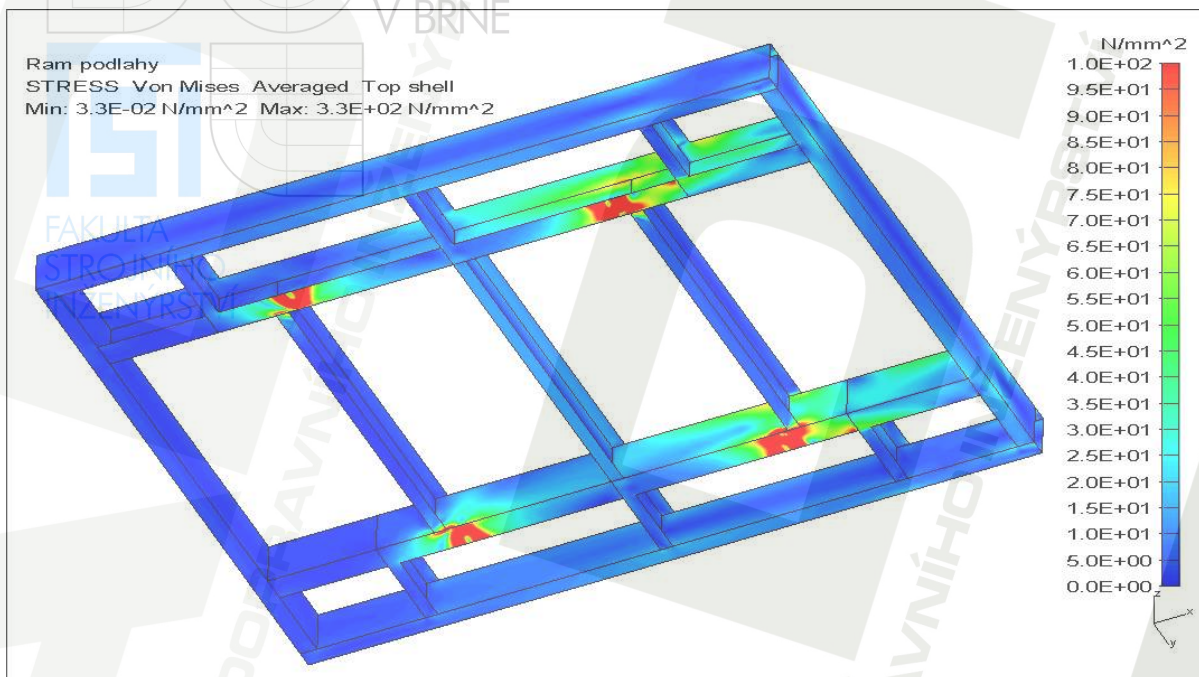 V BRNĚ
Ram podlahy
STRESS Von Mises Averaged Top shell
Min: 3.3E-02 N/mm^2 Max: 3.3E+02 N/mm^2
FAKULTA
STROJNÍHO
INŽENÝRSTVÍ
N/mm^2
1.0E+02
9.5E+01
9.0E+01
8.5E+01
8.0E+01
7.5E+01
7.0E+01
6.5E+01
6.0E+01
5.5E+01
5.0E+01
4.5E+01
4.0E+01
3.5E+01
3.0E+01
2.5E+01
2.0E+01
1.5E+01
1.0E+01
5.0E+00
0.0E+00
z
x
y